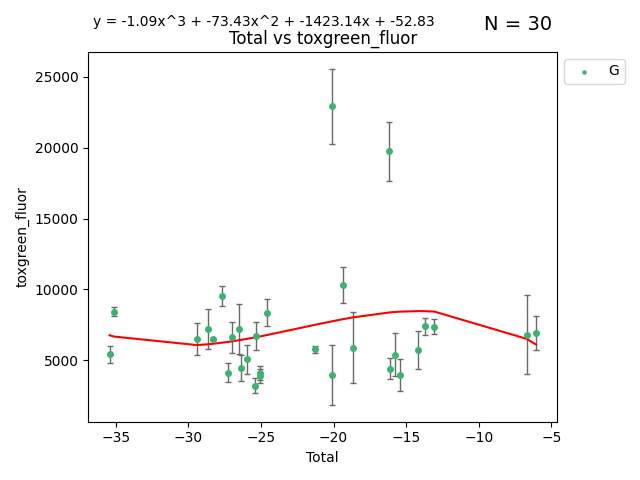 y = -1.09x^3 + -73.43x^2 + -1423.14x + -52.83
N = 30
Total vs toxgreen_fluor
G
25000
20000
15000
10000
5000
toxgreen_fluor
−35 −30 −25 −20 −15 −10 −5
Total